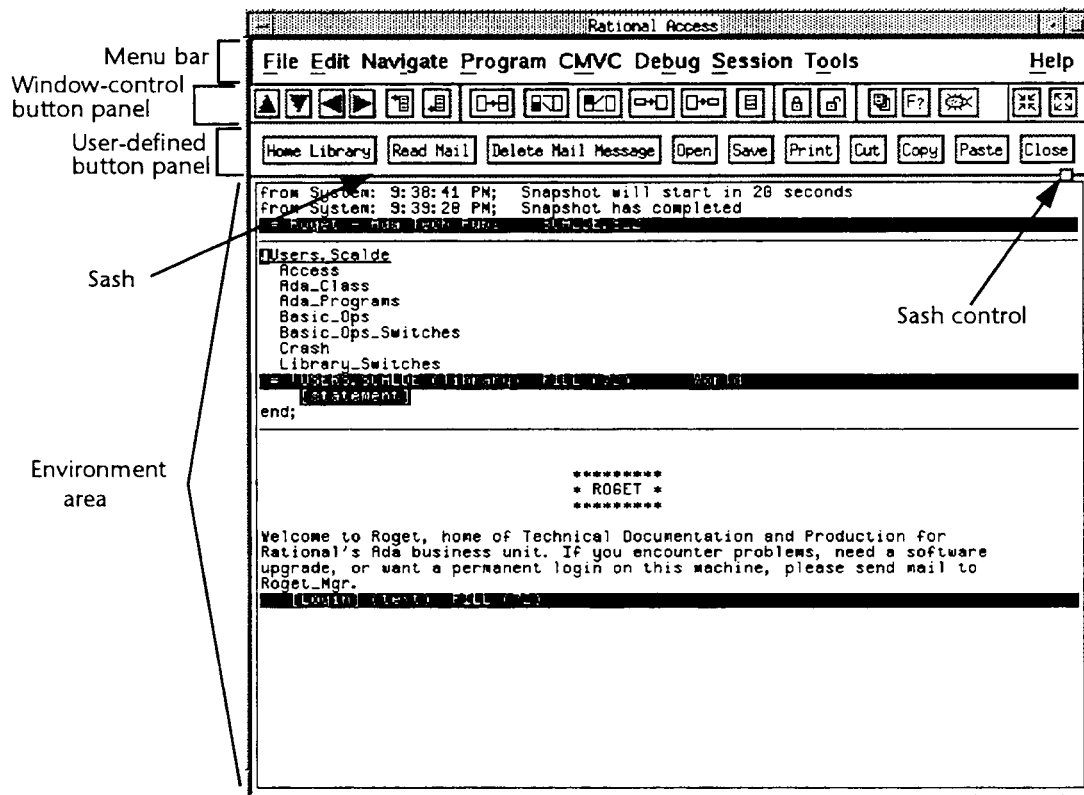 Rational Access
Menu bar
File Edit Navigate Program CMVC Debug Session Tools Help
Window-control
button panel
F?
User-defined
button panel
Home Library Read Mail Delete Mail Message Open Save Print Cut Copy Paste Close
from System: 9:38:41 PM; Snapshot will start in 20 seconds
from System: 9:39:28 PM; Snapshot has completed
!Users.Scalde
Access
Ada_Class
Ada_Programs
Basic_Ops
Basic_Ops_Switches
Crash
Library_Switches
Sash
Sash control
[statement]
end;
Environment
area
*********
* ROGET *
*********
Welcome to Roget, home of Technical Documentation and Production for
Rational's Ada business unit. If you encounter problems, need a software
upgrade, or want a permanent login on this machine, please send mail to
Roget_Mgr.